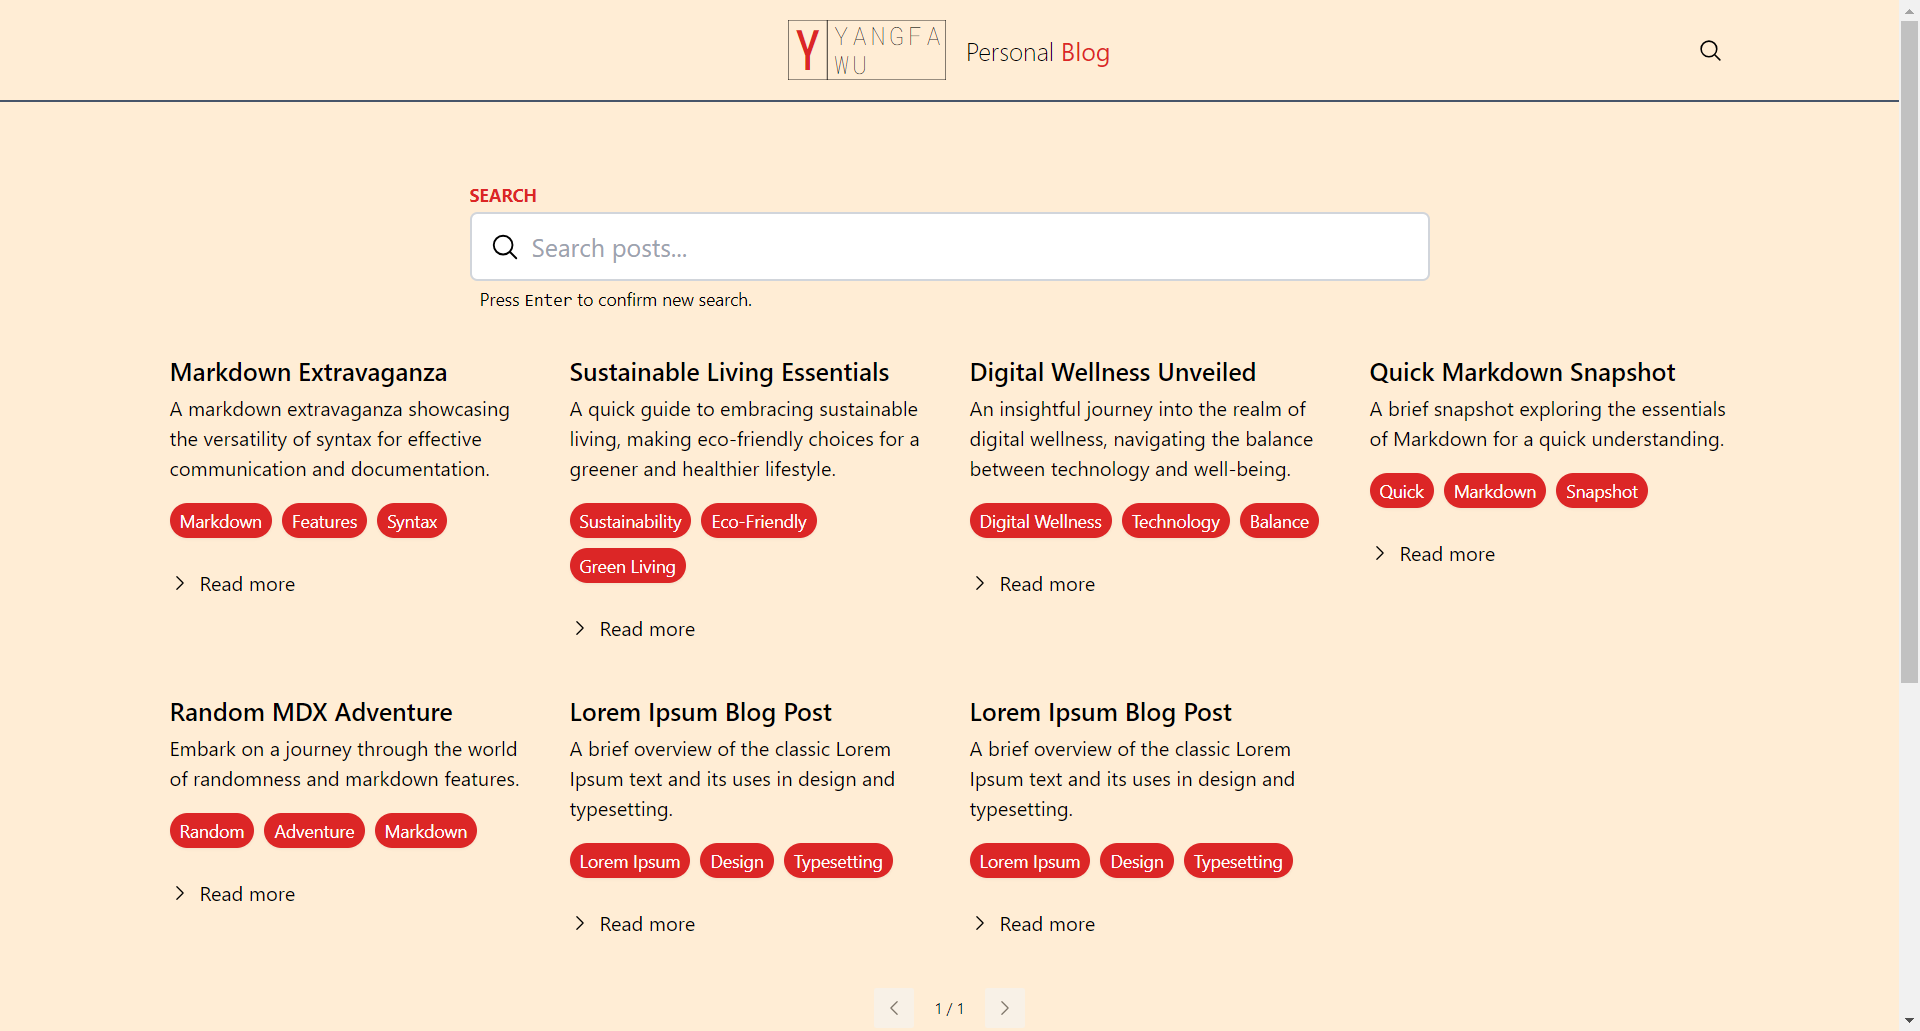 Y
YANGFA
WU
Personal Blog
SEARCH
Search posts...
Press Enter to confirm new search.
Markdown Extravaganza
A markdown extravaganza showcasing
the versatility of syntax for effective
communication and documentation.
Markdown Features Syntax
Read more
Sustainable Living Essentials
A quick guide to embracing sustainable
living, making eco-friendly choices for a
greener and healthier lifestyle.
Sustainability Eco-Friendly
Green Living
Read more
Digital Wellness Unveiled
An insightful journey into the realm of
digital wellness, navigating the balance
between technology and well-being.
Digital Wellness Technology Balance
Read more
Quick Markdown Snapshot
A brief snapshot exploring the essentials
of Markdown for a quick understanding.
Quick Markdown Snapshot
Read more
Random MDX Adventure
Embark on a journey through the world
of randomness and markdown features.
Random Adventure Markdown
Read more
Lorem Ipsum Blog Post
A brief overview of the classic Lorem
Ipsum text and its uses in design and
typesetting.
Lorem Ipsum Design Typesetting
Read more
Lorem Ipsum Blog Post
A brief overview of the classic Lorem
Ipsum text and its uses in design and
typesetting.
Lorem Ipsum Design Typesetting
Read more
1 / 1